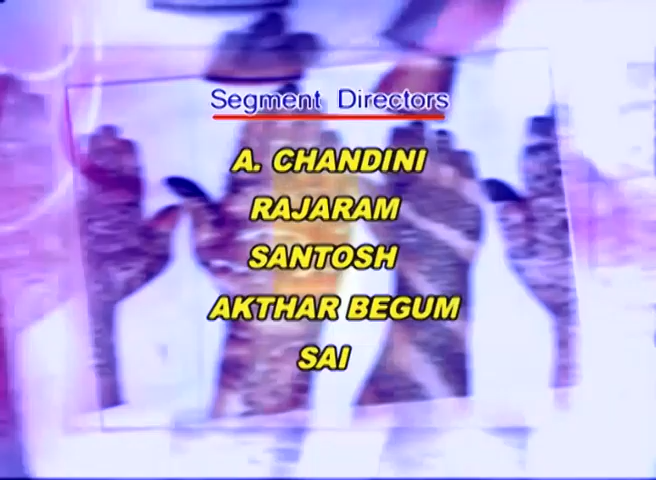 Segment Directors
A. CHANDINI
RAJARAM
SANTOSH
AKTHAR BEGUM
SAI